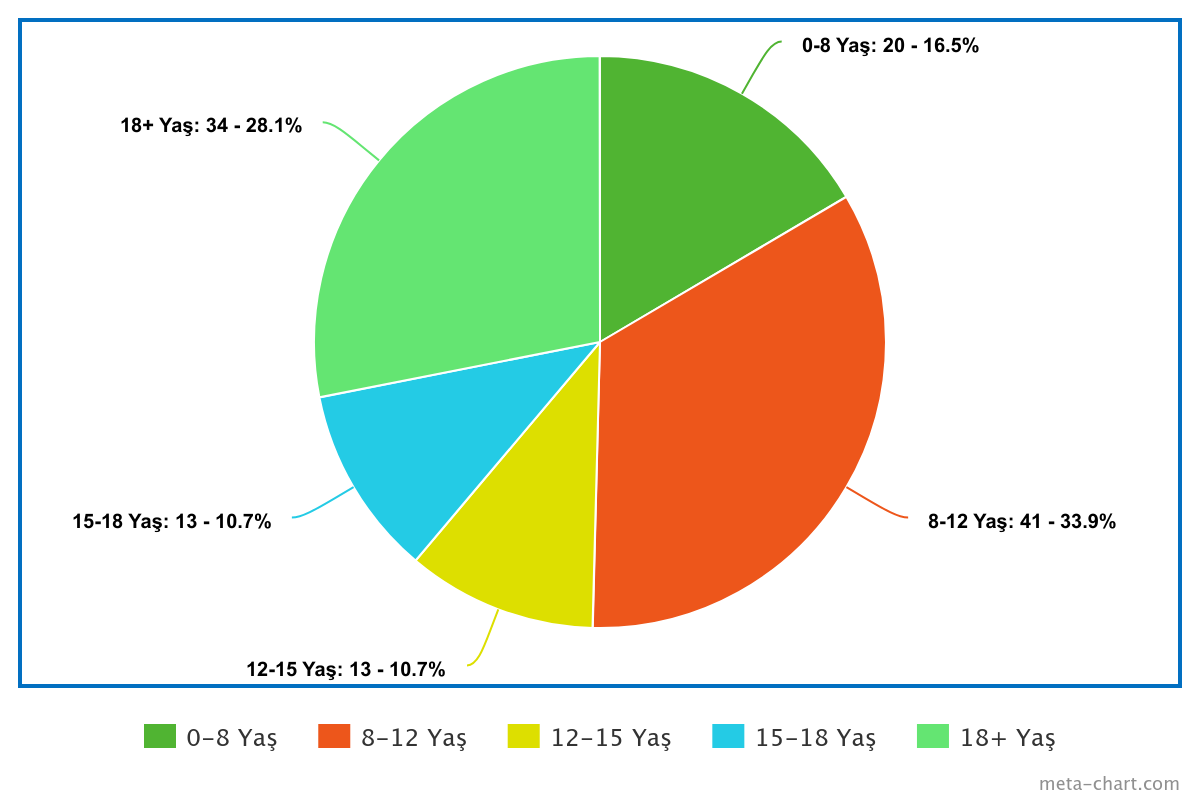 0-8 Yaş: 20 - 16.5%
18+ Yaş: 34 - 28.1%
15-18 Yaş: 13 - 10.7%
8-12 Yaş: 41 - 33.9%
12-15 Yaş: 13 - 10.7%
0-8 Yaş 8-12 Yaş 12-15 Yaş 15-18 Yaş 18+ Yaş
meta-chart.com